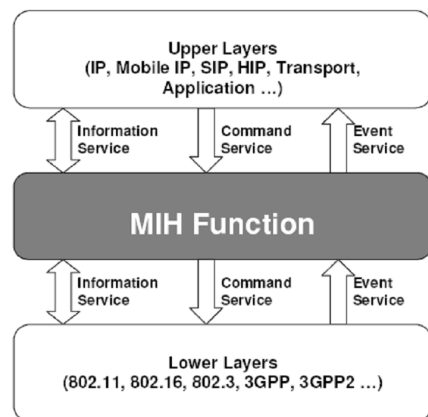 Upper Layers
(IP, Mobile IP, SIP, HIP, Transport,
Application ...)
Information Service
Command Service
Event Service
MIH Function
Information Service
Command Service
Event Service
Lower Layers
(802.11, 802.16, 802.3, 3GPP, 3GPP2 ...)